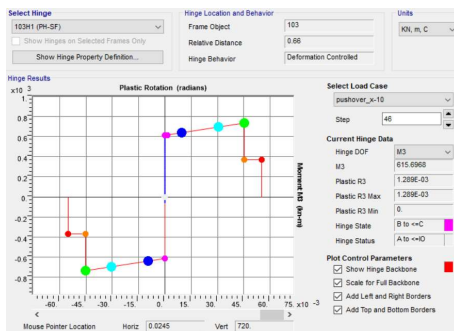 Select Hinge
103H1 (PH-SF)
Show Hinges on Selected Frames Only
Show Hinge Property Definition...
Hinge Location and Behavior
Frame Object 103
Relative Distance 0.66
Hinge Behavior Deformation Controlled
Units
KN, m, C
Hinge Results
x10 3
Plastic Rotation (radians)
1.
0.8
0.6
0.4
0.2
0.
-0.2
-0.4
-0.6
-0.8
Moment M3 (kn-m)
-60. -45. -30. -15. 0. 15. 30. 45. 60. 75. x10 -3
Mouse Pointer Location Horiz 0.0245 Vert 720.
Select Load Case
pushover_x-10
Step 46
Current Hinge Data
Hinge DOF M3
M3 615.6968
Plastic R3 1.289E-03
Plastic R3 Max 1.289E-03
Plastic R3 Min 0.
Hinge State B to <=C
Hinge Status A to <=IO
Plot Control Parameters
Show Hinge Backbone
Scale for Full Backbone
Add Left and Right Borders
Add Top and Bottom Borders